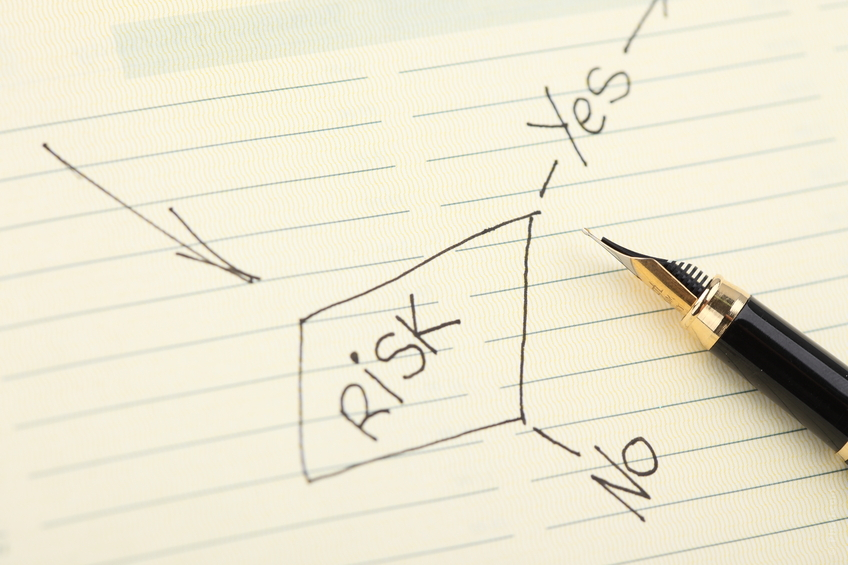 Yes
RiSK
No